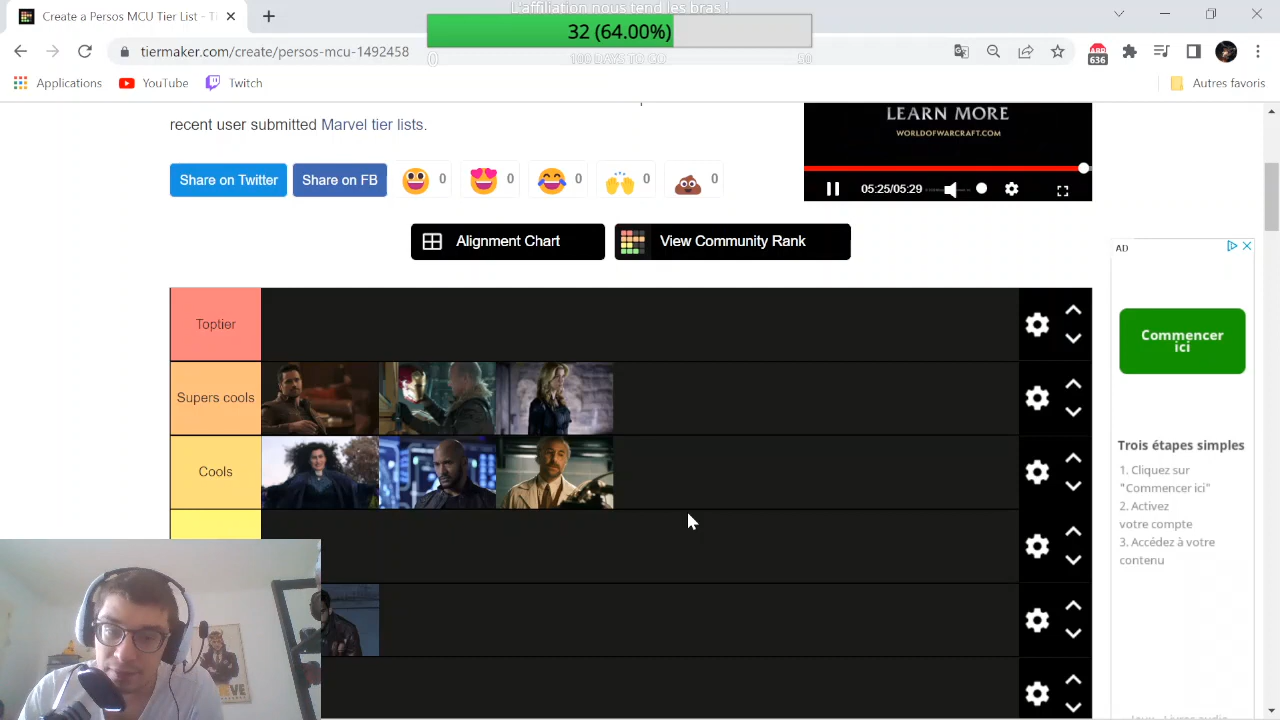 Create a Persos MCU Tier - Ti
L'affiliation nous tend les bras !
32 (64.00%)
tiermaker.com/create/persos-mcu-1492458
636
Applications
YouTube
Twitch
Autres favoris
recent user submitted Marvel tier lists.
LEARN MORE
WORLDOFWARCRAFT.COM
Share on Twitter
Share on FB
0
0
0
0
0
05:25/05:29
Alignment Chart
View Community Rank
AD
Toptier
Commencer
ici
Supers cools
Cools
Trois étapes simples
1. Cliquez sur
"Commencer ici"
2. Activez
votre compte
3. Accédez à votre
contenu